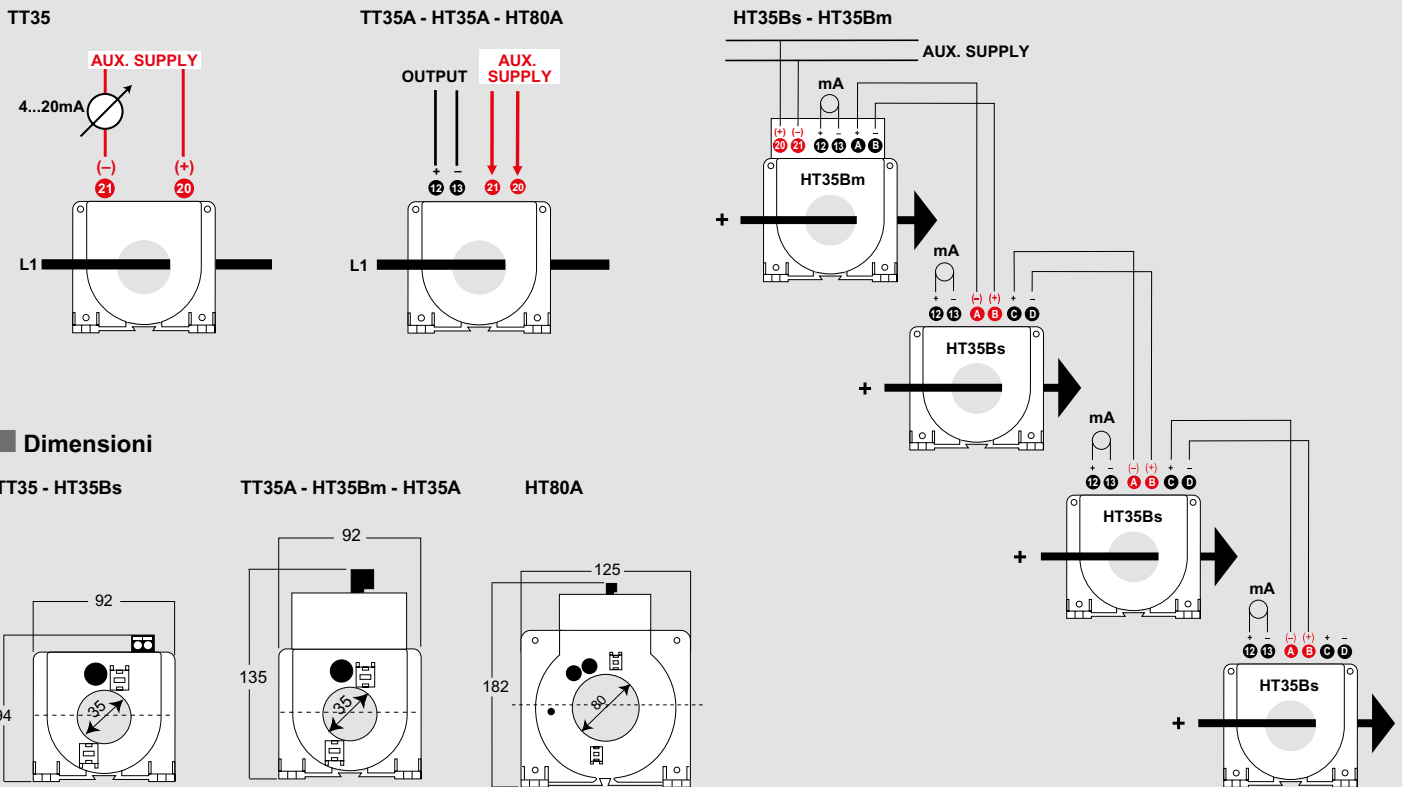 TT35
AUX. SUPPLY
4...20mA
(–) (+)
21 20
L1
TT35A - HT35A - HT80A
OUTPUT
AUX.
SUPPLY
+ –
12 13 21 20
L1
HT35Bs - HT35Bm
AUX. SUPPLY
mA
(+) (–) + – + –
20 21 12 13 A B
HT35Bm
+
mA
+ – (–) (+) + –
12 13 A B C D
HT35Bs
+
mA
+ – (–) (+) + –
12 13 A B C D
HT35Bs
+
mA
+ – (–) (+) + –
12 13 A B C D
HT35Bs
+
Dimensioni
TT35 - HT35Bs
92
94
35
TT35A - HT35Bm - HT35A
92
135
35
HT80A
125
182
80